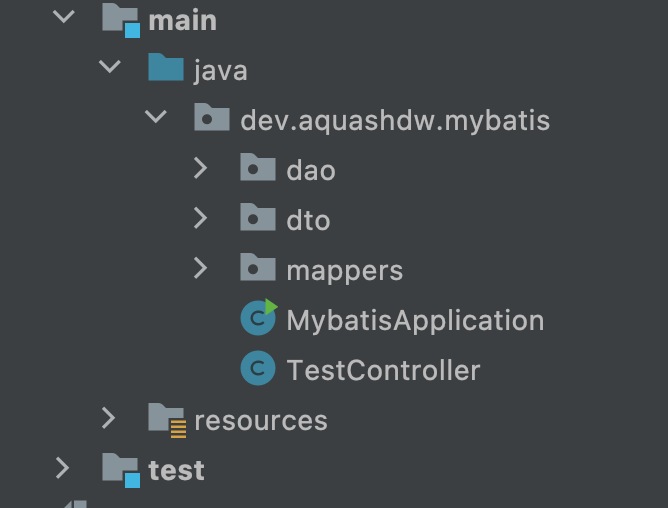 main
java
dev.aquashdw.mybatis
dao
dto
mappers
C MybatisApplication
C TestController
resources
test